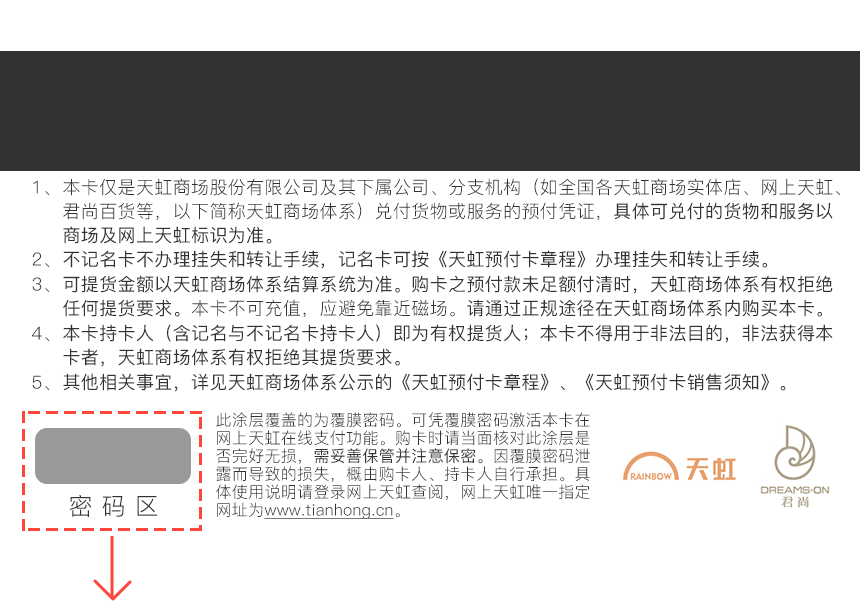 1、本卡仅是天虹商场股份有限公司及其下属公司、分支机构（如全国各天虹商场实体店、网上天虹、
君尚百货等，以下简称天虹商场体系）兑付货物或服务的预付凭证，具体可兑付的货物和服务以
商场及网上天虹标识为准。
2、不记名卡不办理挂失和转让手续，记名卡可按《天虹预付卡章程》办理挂失和转让手续。
3、可提货金额以天虹商场体系结算系统为准。购卡之预付款未足额付清时，天虹商场体系有权拒绝
任何提货要求。本卡不可充值，应避免靠近磁场。请通过正规途径在天虹商场体系内购买本卡。
4、本卡持卡人（含记名与不记名卡持卡人）即为有权提货人；本卡不得用于非法目的，非法获得本
卡者，天虹商场体系有权拒绝其提货要求。
5、其他相关事宜，详见天虹商场体系公示的《天虹预付卡章程》、《天虹预付卡销售须知》。
密码区
此涂层覆盖的为覆膜密码。可凭覆膜密码激活本卡在
网上天虹在线支付功能。购卡时请当面核对此涂层是
否完好无损，需妥善保管并注意保密。因覆膜密码泄
露而导致的损失，概由购卡人、持卡人自行承担。具
体使用说明请登录网上天虹查阅，网上天虹唯一指定
网址为www.tianhong.cn。
RAINBOW 天虹
DREAMS-ON
君尚